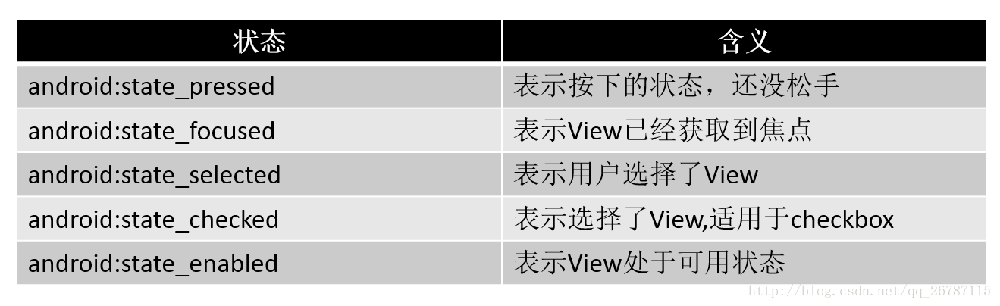 状态 含义
android:state_pressed 表示按下的状态，还没松手
android:state_focused 表示View已经获取到焦点
android:state_selected 表示用户选择了View
android:state_checked 表示选择了View,适用于checkbox
android:state_enabled 表示View处于可用状态
http://blog.csdn.net/qq_26787115